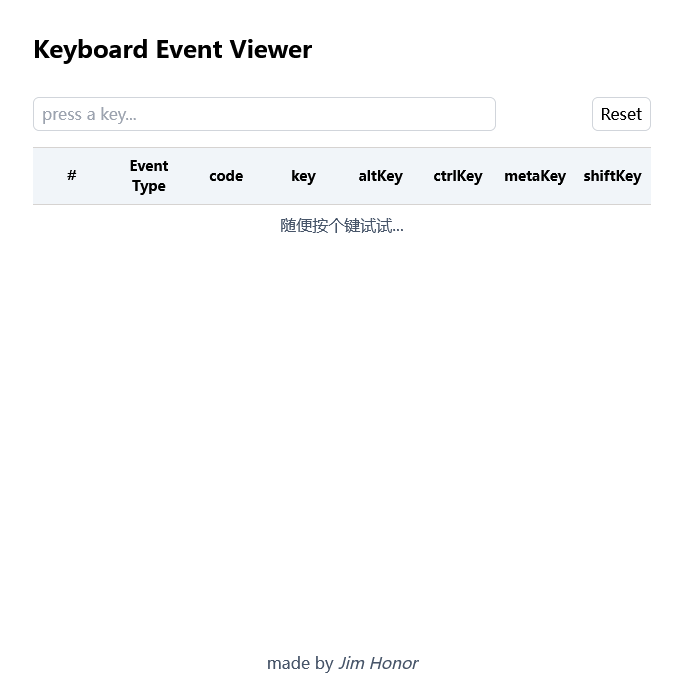 Keyboard Event Viewer
press a key...
Reset
# Event Type code key altKey ctrlKey metaKey shiftKey
随便按个键试试...
made by Jim Honor